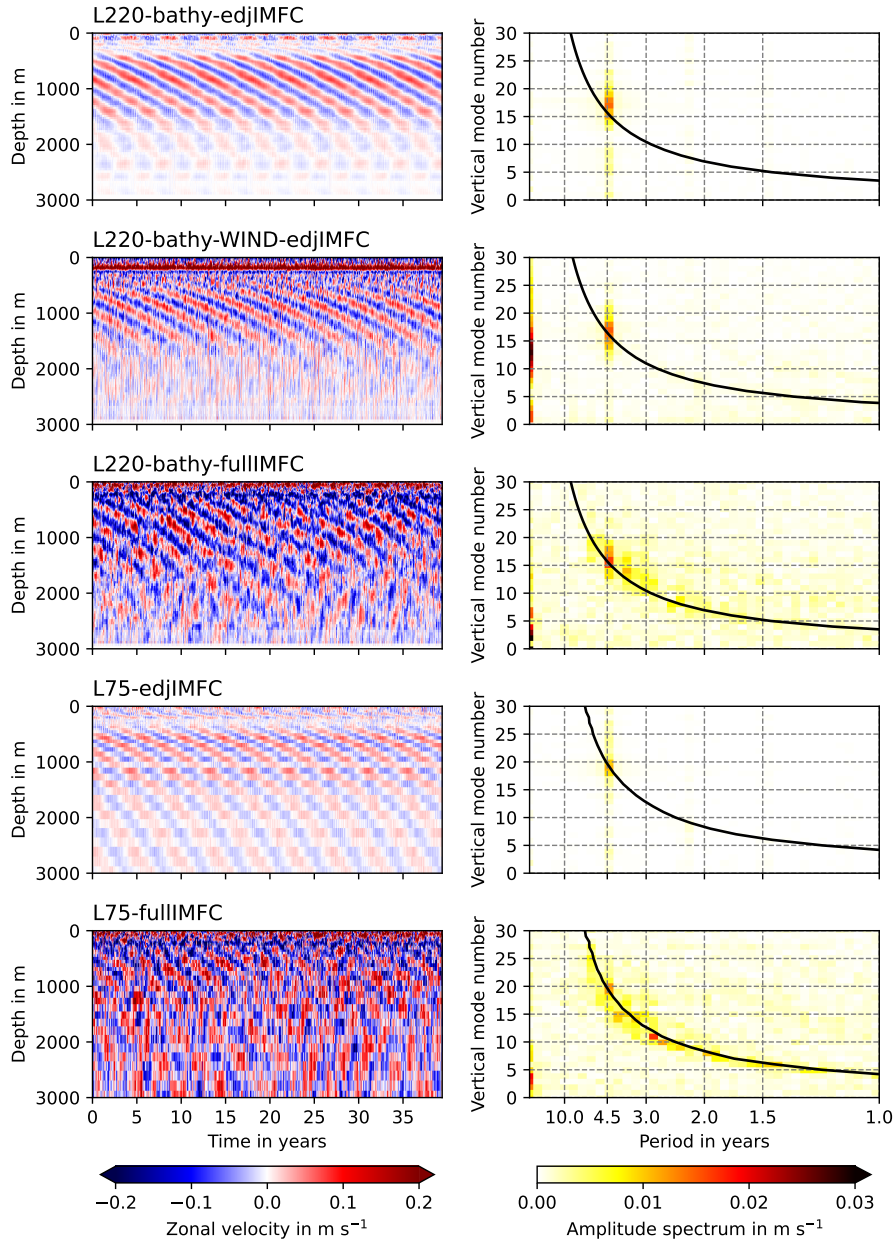 L220-bathy-edjIMFC
0
1000
2000
3000
Depth in m
30
25
20
15
10
5
0
Vertical mode number
L220-bathy-WIND-edjIMFC
0
1000
2000
3000
Depth in m
30
25
20
15
10
5
0
Vertical mode number
L220-bathy-fullIMFC
0
1000
2000
3000
Depth in m
30
25
20
15
10
5
0
Vertical mode number
L75-edjIMFC
0
1000
2000
3000
Depth in m
30
25
20
15
10
5
0
Vertical mode number
L75-fullIMFC
0
1000
2000
3000
Depth in m
0 5 10 15 20 25 30 35
Time in years
30
25
20
15
10
5
0
Vertical mode number
10.0 4.5 3.0 2.0 1.5 1.0
Period in years
−0.2 −0.1 0.0 0.1 0.2
Zonal velocity in m s⁻¹
0.00 0.01 0.02 0.03
Amplitude spectrum in m s⁻¹